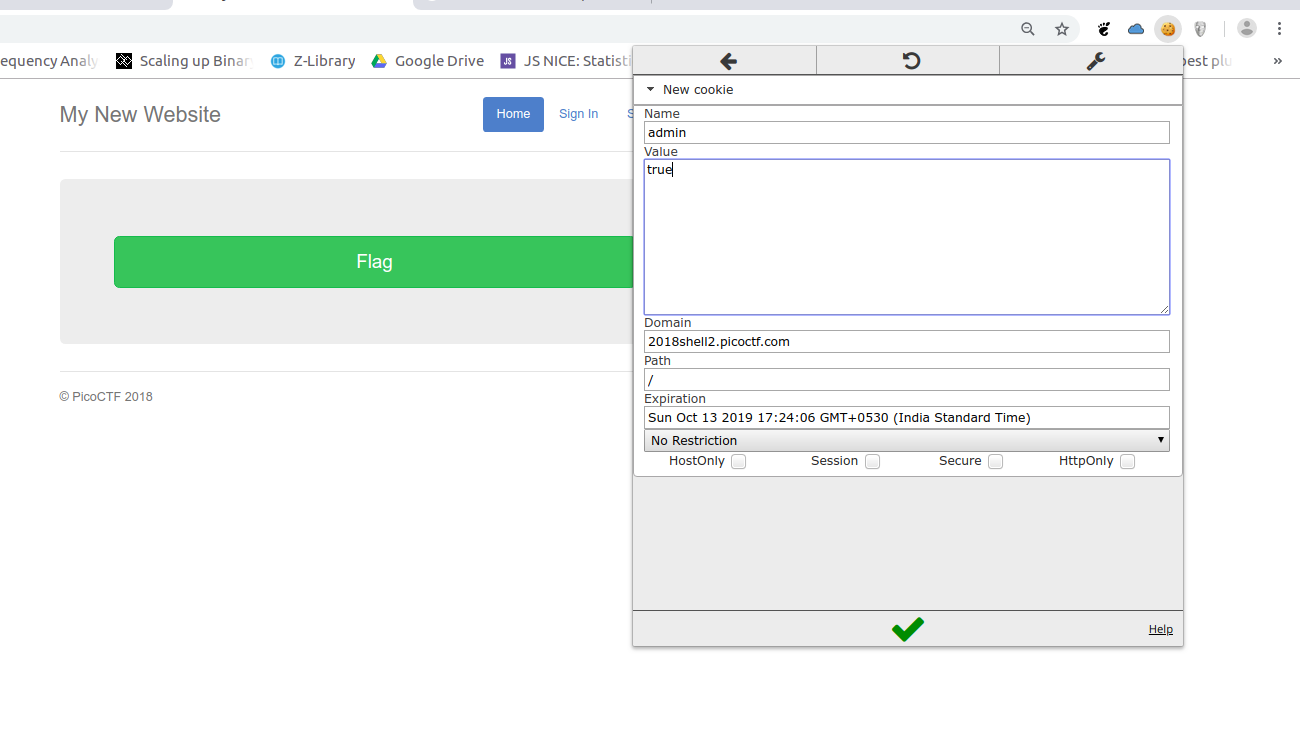 equency Analy
Scaling up Binar
Z-Library
Google Drive
JS NICE: Statisti
best plu
»
My New Website
Home
Sign In
New cookie
Name
admin
Value
true
Domain
2018shell2.picoctf.com
Path
/
Expiration
Sun Oct 13 2019 17:24:06 GMT+0530 (India Standard Time)
No Restriction
HostOnly Session Secure HttpOnly
Flag
© PicoCTF 2018
Help